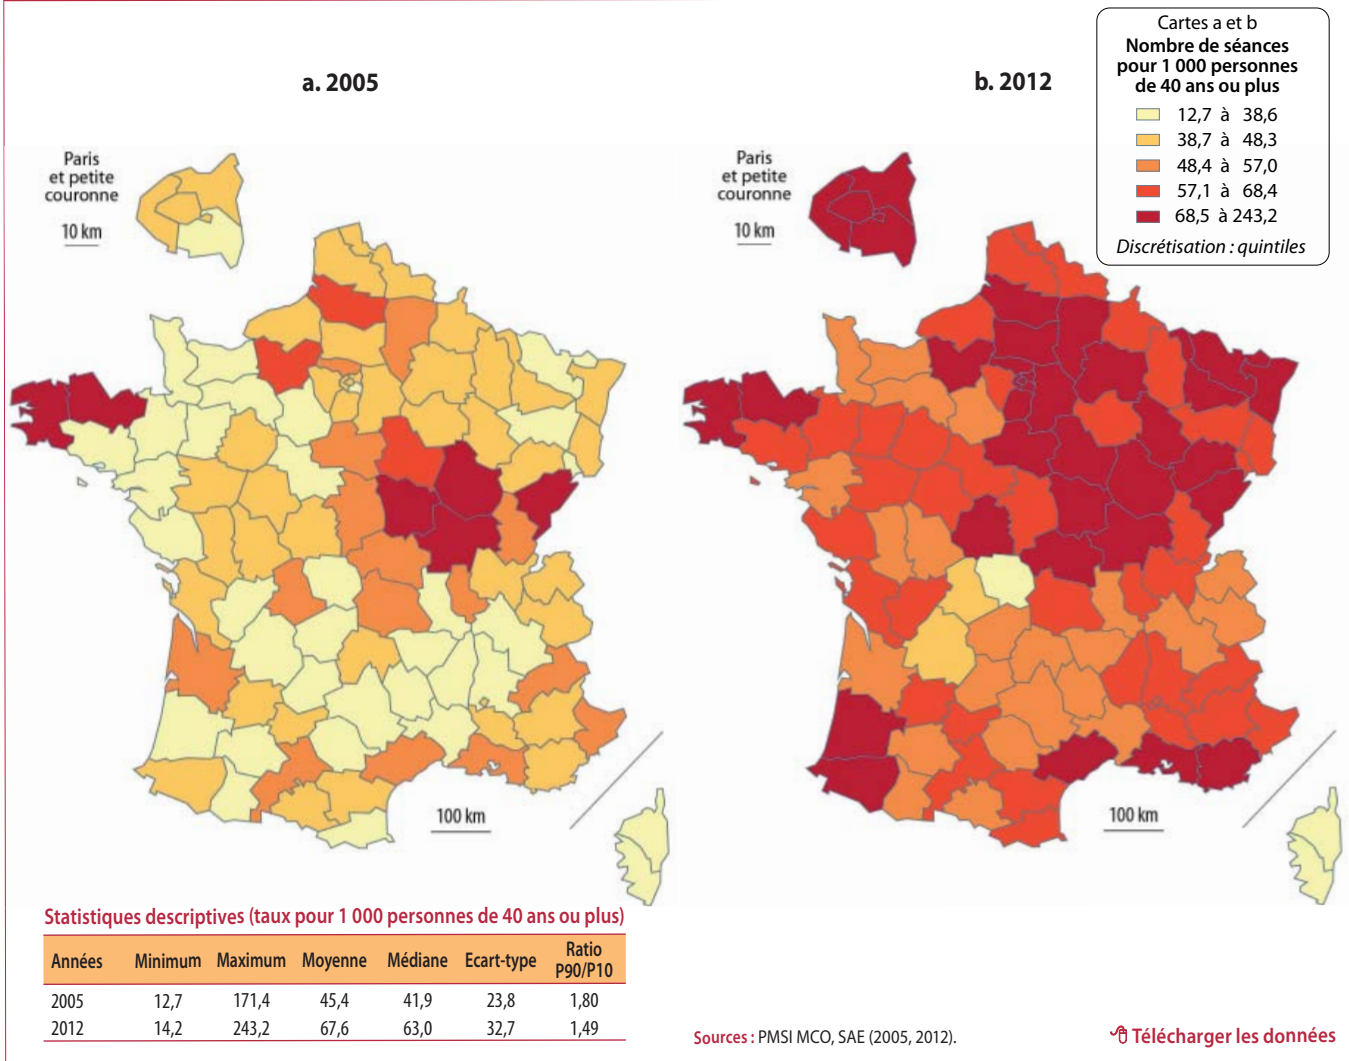 a. 2005
b. 2012
Cartes a et b
Nombre de séances
pour 1 000 personnes
de 40 ans ou plus
12,7 à 38,6
38,7 à 48,3
48,4 à 57,0
57,1 à 68,4
68,5 à 243,2
Discrétisation : quintiles
Paris
et petite
couronne
10 km
Paris
et petite
couronne
10 km
100 km
100 km
Statistiques descriptives (taux pour 1 000 personnes de 40 ans ou plus)
Années Minimum Maximum Moyenne Médiane Ecart-type Ratio P90/P10
2005 12,7 171,4 45,4 41,9 23,8 1,80
2012 14,2 243,2 67,6 63,0 32,7 1,49
Sources : PMSI MCO, SAE (2005, 2012).
Télécharger les données